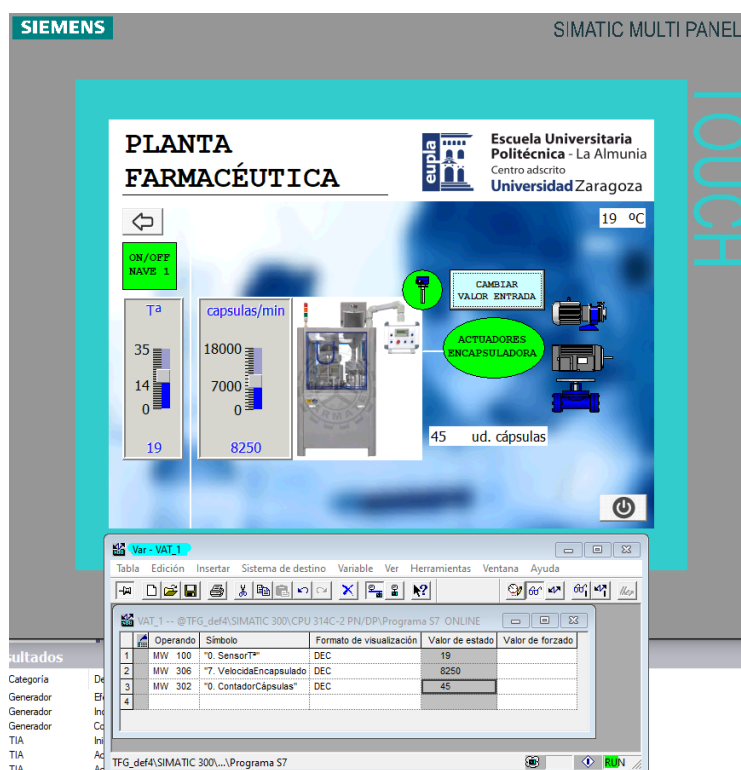 SIEMENS
SIMATIC MULTI PANEL
TOUCH
PLANTA
FARMACÉUTICA
eupla
Escuela Universitaria
Politécnica - La Almunia
Centro adscrito
Universidad Zaragoza
19 ºC
ON/OFF
NAVE 1
CAMBIAR
VALOR ENTRADA
Tª
capsulas/min
ACTUADORES
ENCAPSULADORA
35
18000
14
7000
0
0
19
8250
45 ud. cápsulas
Var - VAT_1
Tabla Edición Insertar Sistema de destino Variable Ver Herramientas Ventana Ayuda
VAT_1 -- @TFG_def4\SIMATIC 300\CPU 314C-2 PN/DP\Programa S7 ONLINE
Operando Símbolo Formato de visualización Valor de estado Valor de forzado
1 MW 100 "0. SensorTª" DEC 19
2 MW 306 "7. VelocidaEncapsulado DEC 8250
3 MW 302 "0. ContadorCápsulas" DEC 45
4
TFG_def4\SIMATIC 300\...\Programa S7
RUN
sultados
Categoría De
Generador
Generador
Generador
TIA Ini
TIA
TIA